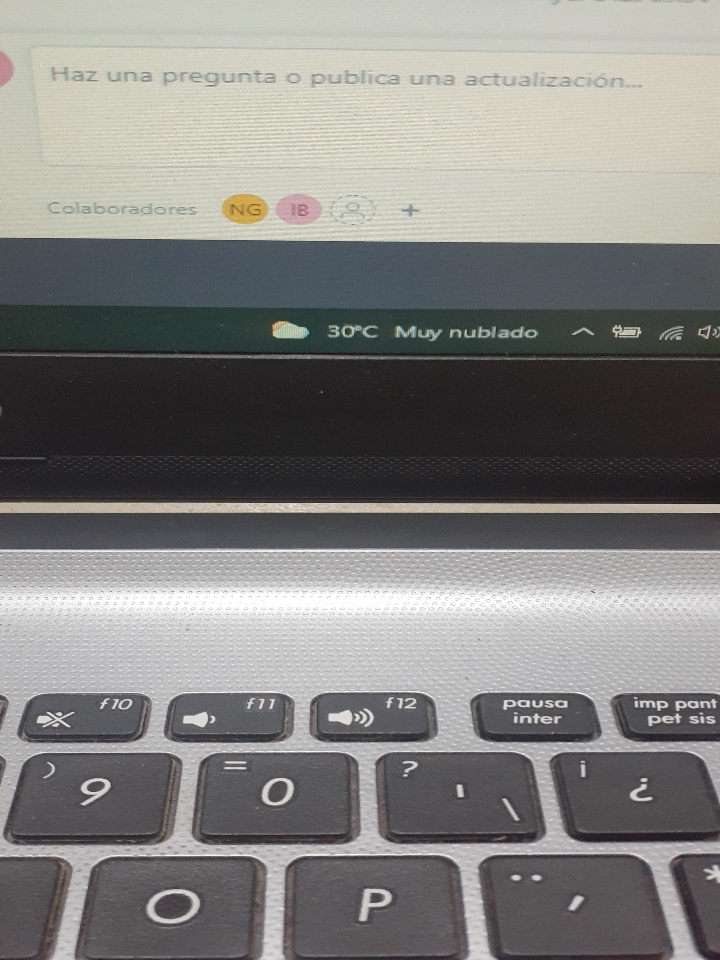 Haz una pregunta o publica una actualización...
Colaboradores NG IB +
30°C Muy nublado
f10 f11 f12 pausa inter imp pant pet sis
) 9 = 0 ? ' \ ¡ ¿
O P ¨ ´ *